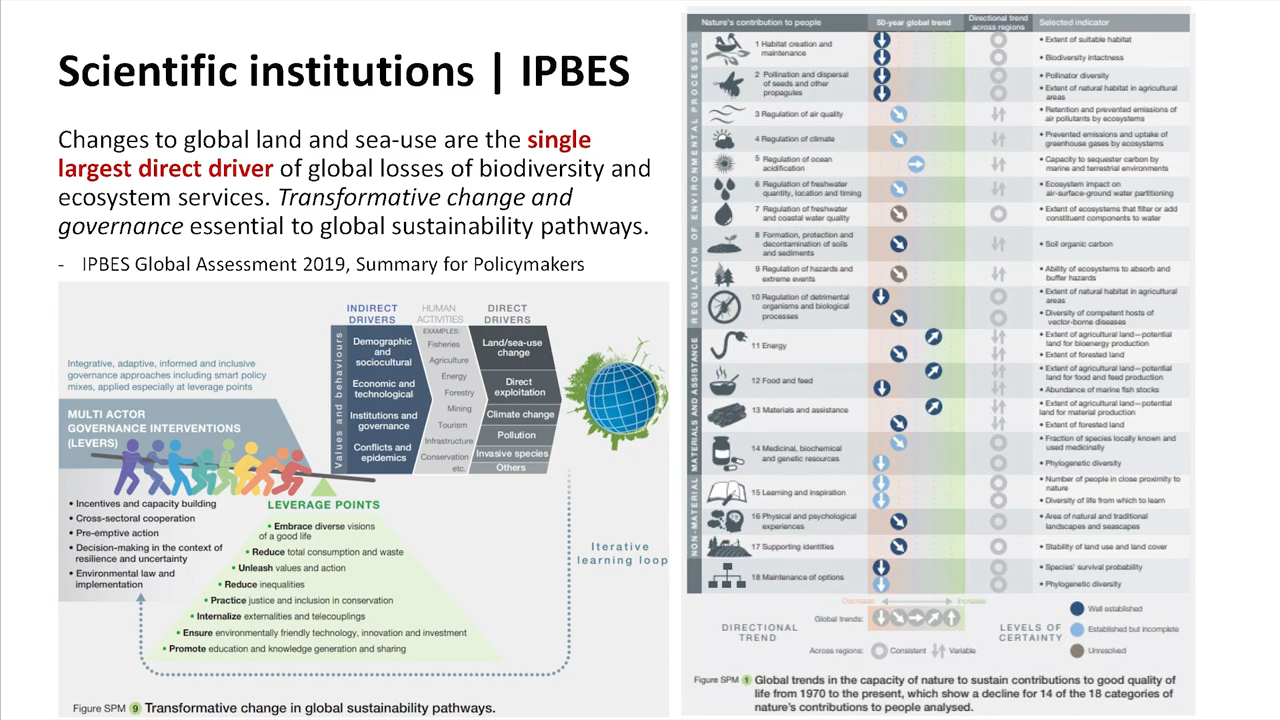 Scientific institutions | IPBES
Changes to global land and sea-use are the single
largest direct driver of global losses of biodiversity and
ecosystem services. Transformative change and
governance essential to global sustainability pathways.
- IPBES Global Assessment 2019, Summary for Policymakers
INDIRECT
DRIVERS
HUMAN
ACTIVITIES
DIRECT
DRIVERS
Values and behaviours
Demographic
and
sociocultural
Economic and
technological
Institutions and
governance
Conflicts and
epidemics
EXAMPLES:
Fisheries
Agriculture
Energy
Forestry
Mining
Tourism
Infrastructure
Conservation
etc.
Land/sea-use
change
Direct
exploitation
Climate change
Pollution
Invasive species
Others
Integrative, adaptive, informed and inclusive
governance approaches including smart policy
mixes, applied especially at leverage points
MULTI ACTOR
GOVERNANCE INTERVENTIONS
(LEVERS)
• Incentives and capacity building
• Cross-sectoral cooperation
• Pre-emptive action
• Decision-making in the context of
resilience and uncertainty
• Environmental law and
implementation
LEVERAGE POINTS
• Embrace diverse visions
of a good life
• Reduce total consumption and waste
• Unleash values and action
• Reduce inequalities
• Practice justice and inclusion in conservation
• Internalize externalities and telecouplings
• Ensure environmentally friendly technology, innovation and investment
• Promote education and knowledge generation and sharing
Iterative
learning loop
Figure SPM 9 Transformative change in global sustainability pathways.
Nature's contribution to people
50-year global trend
Directional trend
across regions
Selected indicator
REGULATION OF ENVIRONMENTAL PROCESSES
1 Habitat creation and
maintenance
• Extent of suitable habitat
• Biodiversity intactness
2 Pollination and dispersal
of seeds and other
propagules
• Pollinator diversity
• Extent of natural habitat in agricultural
areas
3 Regulation of air quality
• Retention and prevented emissions of
air pollutants by ecosystems
4 Regulation of climate
• Prevented emissions and uptake of
greenhouse gases by ecosystems
5 Regulation of ocean
acidification
• Capacity to sequester carbon by
marine and terrestrial environments
6 Regulation of freshwater
quantity, location and timing
• Ecosystem impact on
air-surface-ground water partitioning
7 Regulation of freshwater
and coastal water quality
• Extent of ecosystems that filter or add
constituent components to water
8 Formation, protection and
decontamination of soils
and sediments
• Soil organic carbon
9 Regulation of hazards and
extreme events
• Ability of ecosystems to absorb and
buffer hazards
10 Regulation of detrimental
organisms and biological
processes
• Extent of natural habitat in agricultural
areas
• Diversity of competent hosts of
vector-borne diseases
MATERIALS AND ASSISTANCE
11 Energy
• Extent of agricultural land—potential
land for bioenergy production
• Extent of forested land
12 Food and feed
• Extent of agricultural land—potential
land for food and feed production
• Abundance of marine fish stocks
13 Materials and assistance
• Extent of agricultural land—potential
land for material production
• Extent of forested land
14 Medicinal, biochemical
and genetic resources
• Fraction of species locally known and
used medicinally
• Phylogenetic diversity
NON-MATERIAL
15 Learning and inspiration
• Number of people in close proximity to
nature
• Diversity of life from which to learn
16 Physical and psychological
experiences
• Area of natural and traditional
landscapes and seascapes
17 Supporting identities
• Stability of land use and land cover
18 Maintenance of options
• Species' survival probability
• Phylogenetic diversity
Decrease
Increase
DIRECTIONAL
TREND
Global trends:
Across regions:
Consistent
Variable
LEVELS OF
CERTAINTY
Well established
Established but incomplete
Unresolved
Figure SPM 1 Global trends in the capacity of nature to sustain contributions to good quality of
life from 1970 to the present, which show a decline for 14 of the 18 categories of
nature's contributions to people analysed.